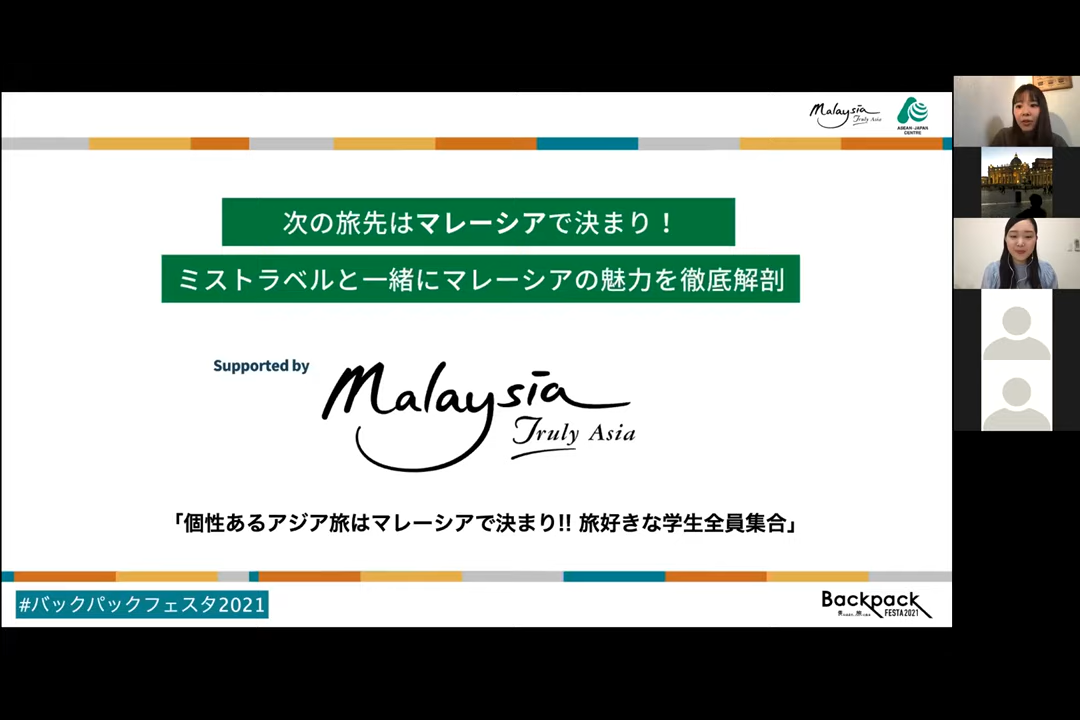 Malaysia
Truly Asia
ASEAN-JAPAN
CENTRE
次の旅先はマレーシアで決まり！
ミストラベルと一緒にマレーシアの魅力を徹底解剖
Supported by
Malaysia
Truly Asia
「個性あるアジア旅はマレーシアで決まり!! 旅好きな学生全員集合」
#バックパックフェスタ2021
Backpack
FESTA2021